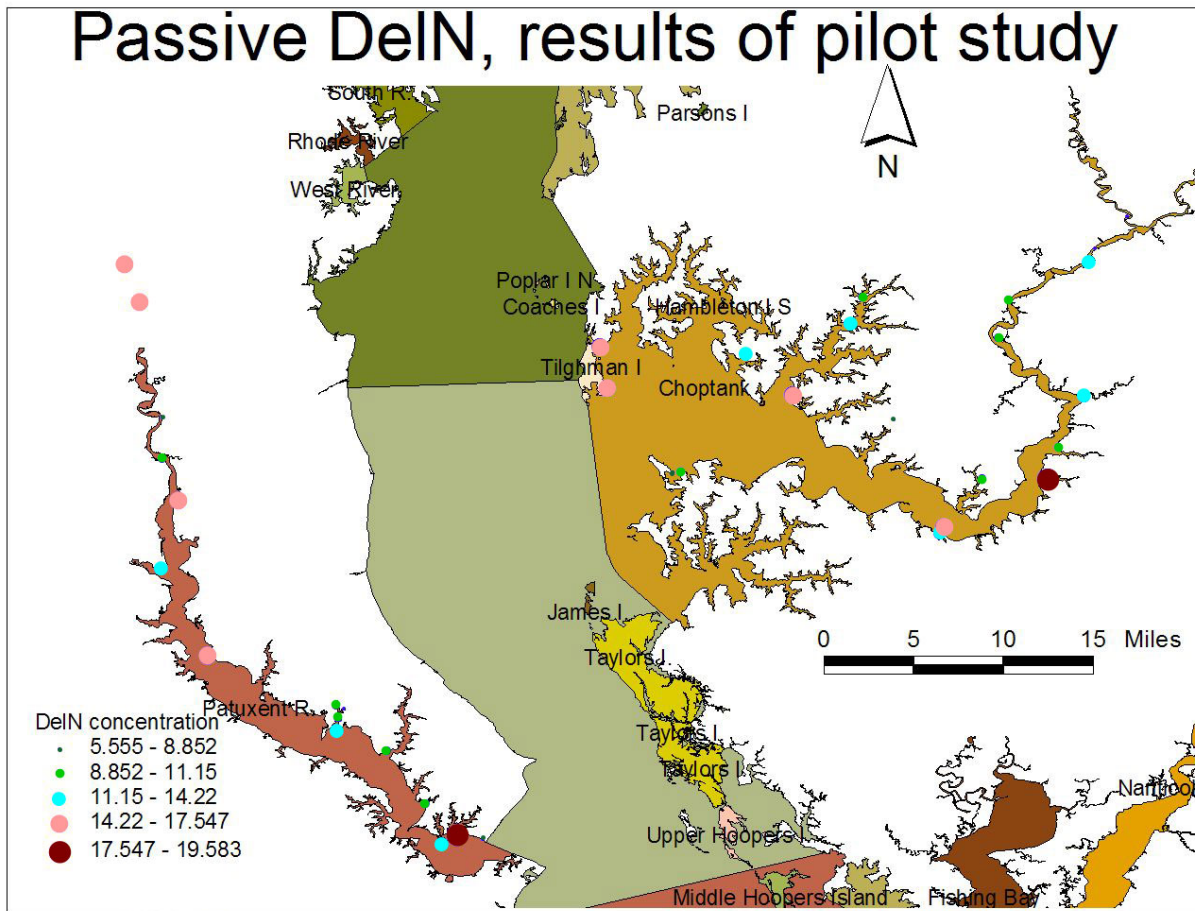 Passive DelN, results of pilot study
South R.
Parsons I
Rhode River
N
West River
Poplar I N
Coaches I
Hambleton I S
Tilghman I
Choptank
James I
0 5 10 15 Miles
Taylors I.
Patuxent R.
Taylors I
Taylors I
DelN concentration
5.555 - 8.852
8.852 - 11.15
11.15 - 14.22
14.22 - 17.547
17.547 - 19.583
Upper Hoopers I
Middle Hoopers Island
Fishing Bay